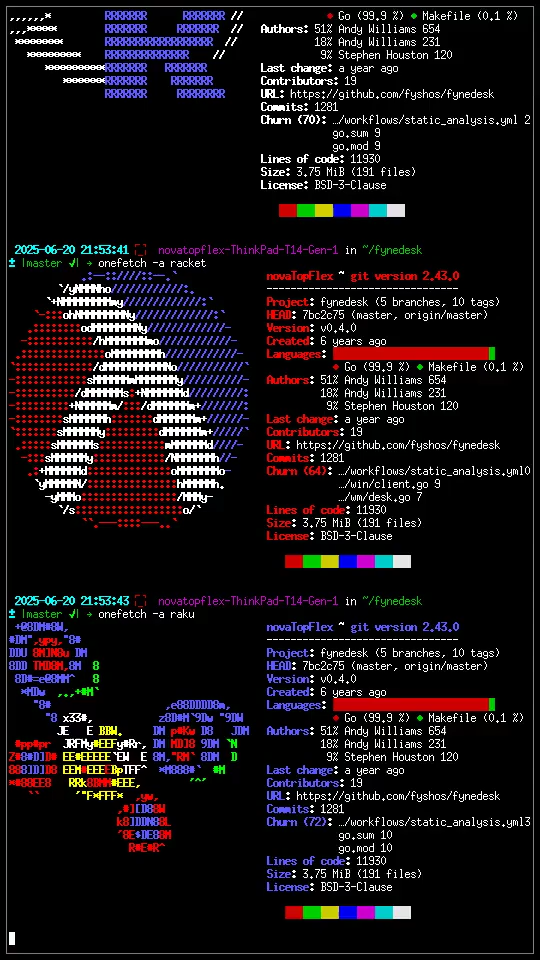 ● Go (99.9 %) ● Makefile (0.1 %)
Authors: 51% Andy Williams 654
18% Andy Williams 231
9% Stephen Houston 120
Last change: a year ago
Contributors: 19
URL: https://github.com/fyshos/fynedesk
Commits: 1281
Churn (70): …/workflows/static_analysis.yml 2
go.sum 9
go.mod 9
Lines of code: 11930
Size: 3.75 MiB (191 files)
License: BSD-3-Clause
2025-06-20 21:53:41 novatopflex-ThinkPad-T14-Gen-1 in ~/fynedesk
± |master √| → onefetch -a racket
novaTopFlex ~ git version 2.43.0
--------------------------------
Project: fynedesk (5 branches, 10 tags)
HEAD: 7bc2c75 (master, origin/master)
Version: v0.4.0
Created: 6 years ago
Languages:
● Go (99.9 %) ● Makefile (0.1 %)
Authors: 51% Andy Williams 654
18% Andy Williams 231
9% Stephen Houston 120
Last change: a year ago
Contributors: 19
URL: https://github.com/fyshos/fynedesk
Commits: 1281
Churn (64): …/workflows/static_analysis.yml0
…/win/client.go 9
…/wm/desk.go 7
Lines of code: 11930
Size: 3.75 MiB (191 files)
License: BSD-3-Clause
2025-06-20 21:53:43 novatopflex-ThinkPad-T14-Gen-1 in ~/fynedesk
± |master √| → onefetch -a raku
novaTopFlex ~ git version 2.43.0
--------------------------------
Project: fynedesk (5 branches, 10 tags)
HEAD: 7bc2c75 (master, origin/master)
Version: v0.4.0
Created: 6 years ago
Languages:
● Go (99.9 %) ● Makefile (0.1 %)
Authors: 51% Andy Williams 654
18% Andy Williams 231
9% Stephen Houston 120
Last change: a year ago
Contributors: 19
URL: https://github.com/fyshos/fynedesk
Commits: 1281
Churn (72): …/workflows/static_analysis.yml3
go.sum 10
go.mod 10
Lines of code: 11930
Size: 3.75 MiB (191 files)
License: BSD-3-Clause